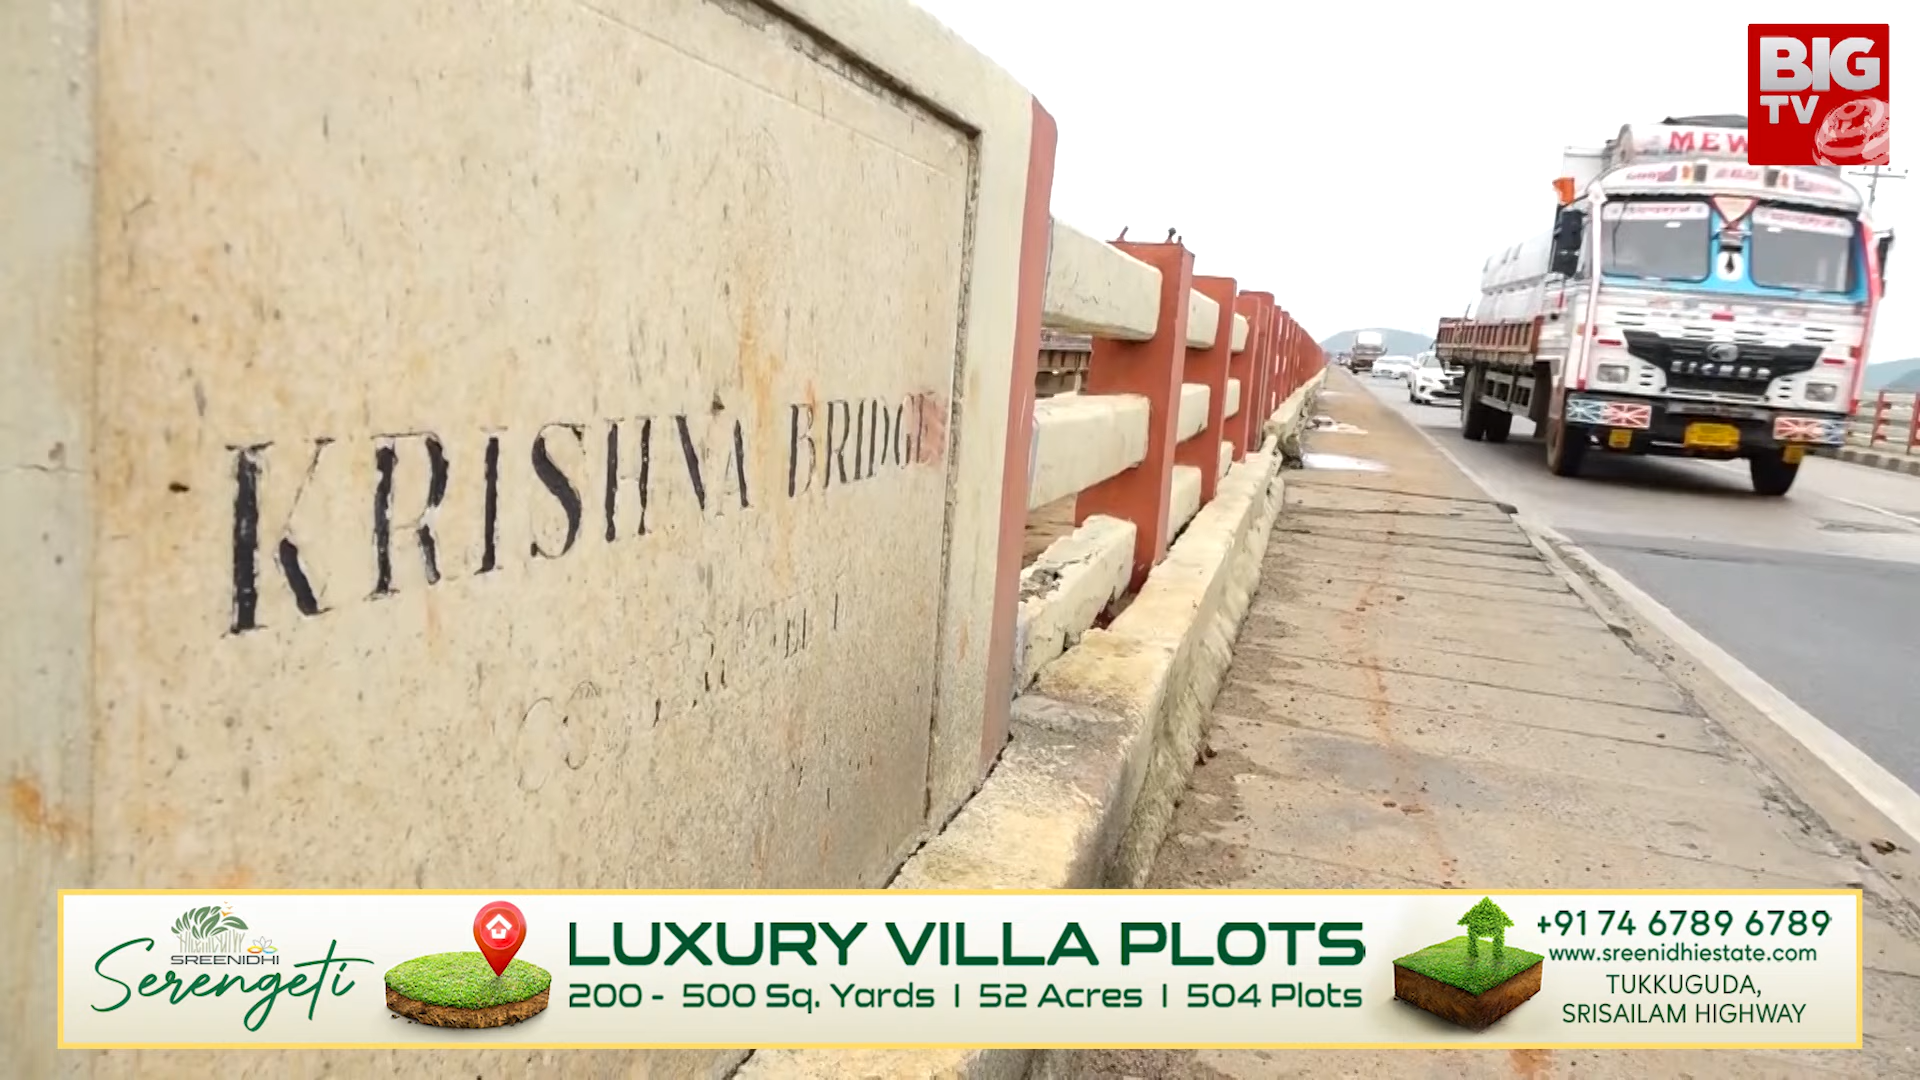 BIG
TV
MEW
KRISHNA BRIDGE
SREENIDHI
Serengeti
LUXURY VILLA PLOTS
200 - 500 Sq. Yards | 52 Acres | 504 Plots
+91 74 6789 6789
www.sreenidhiestate.com
TUKKUGUDA,
SRISAILAM HIGHWAY